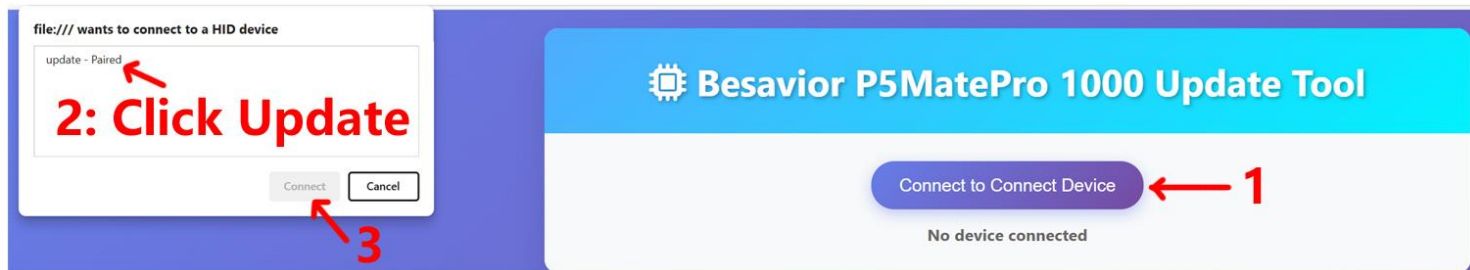 file:/// wants to connect to a HID device
update - Paired
2: Click Update
Connect
Cancel
3
Besavior P5MatePro 1000 Update Tool
Connect to Connect Device
1
No device connected